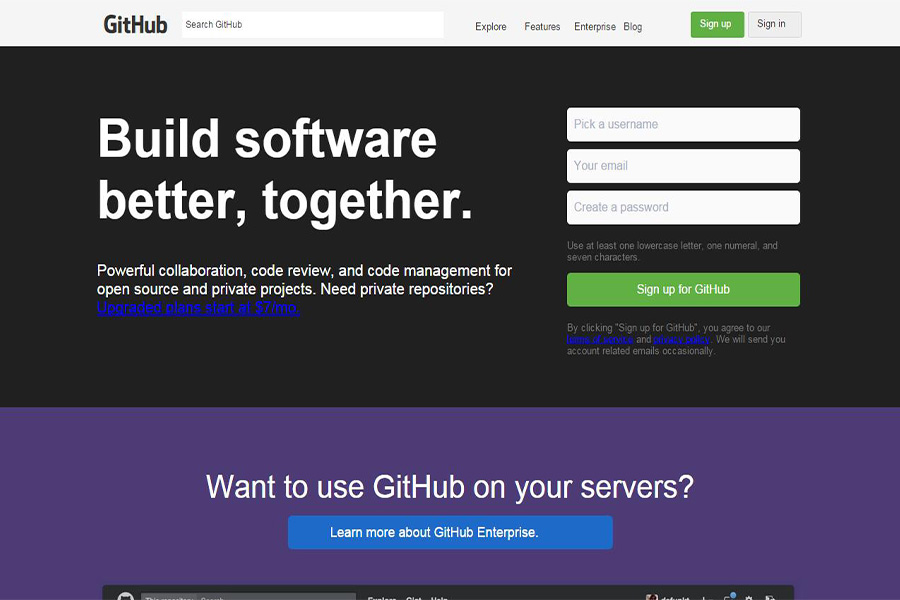 GitHub
Search GitHub
Explore
Features
Enterprise
Blog
Sign up
Sign in
Build software
better, together.
Powerful collaboration, code review, and code management for
open source and private projects. Need private repositories?
Upgraded plans start at $7/mo.
Pick a username
Your email
Create a password
Use at least one lowercase letter, one numeral, and
seven characters.
Sign up for GitHub
By clicking "Sign up for GitHub", you agree to our
terms of service and privacy policy. We will send you
account related emails occasionally.
Want to use GitHub on your servers?
Learn more about GitHub Enterprise.
This repository Search
Explore Gist Help
defunkt